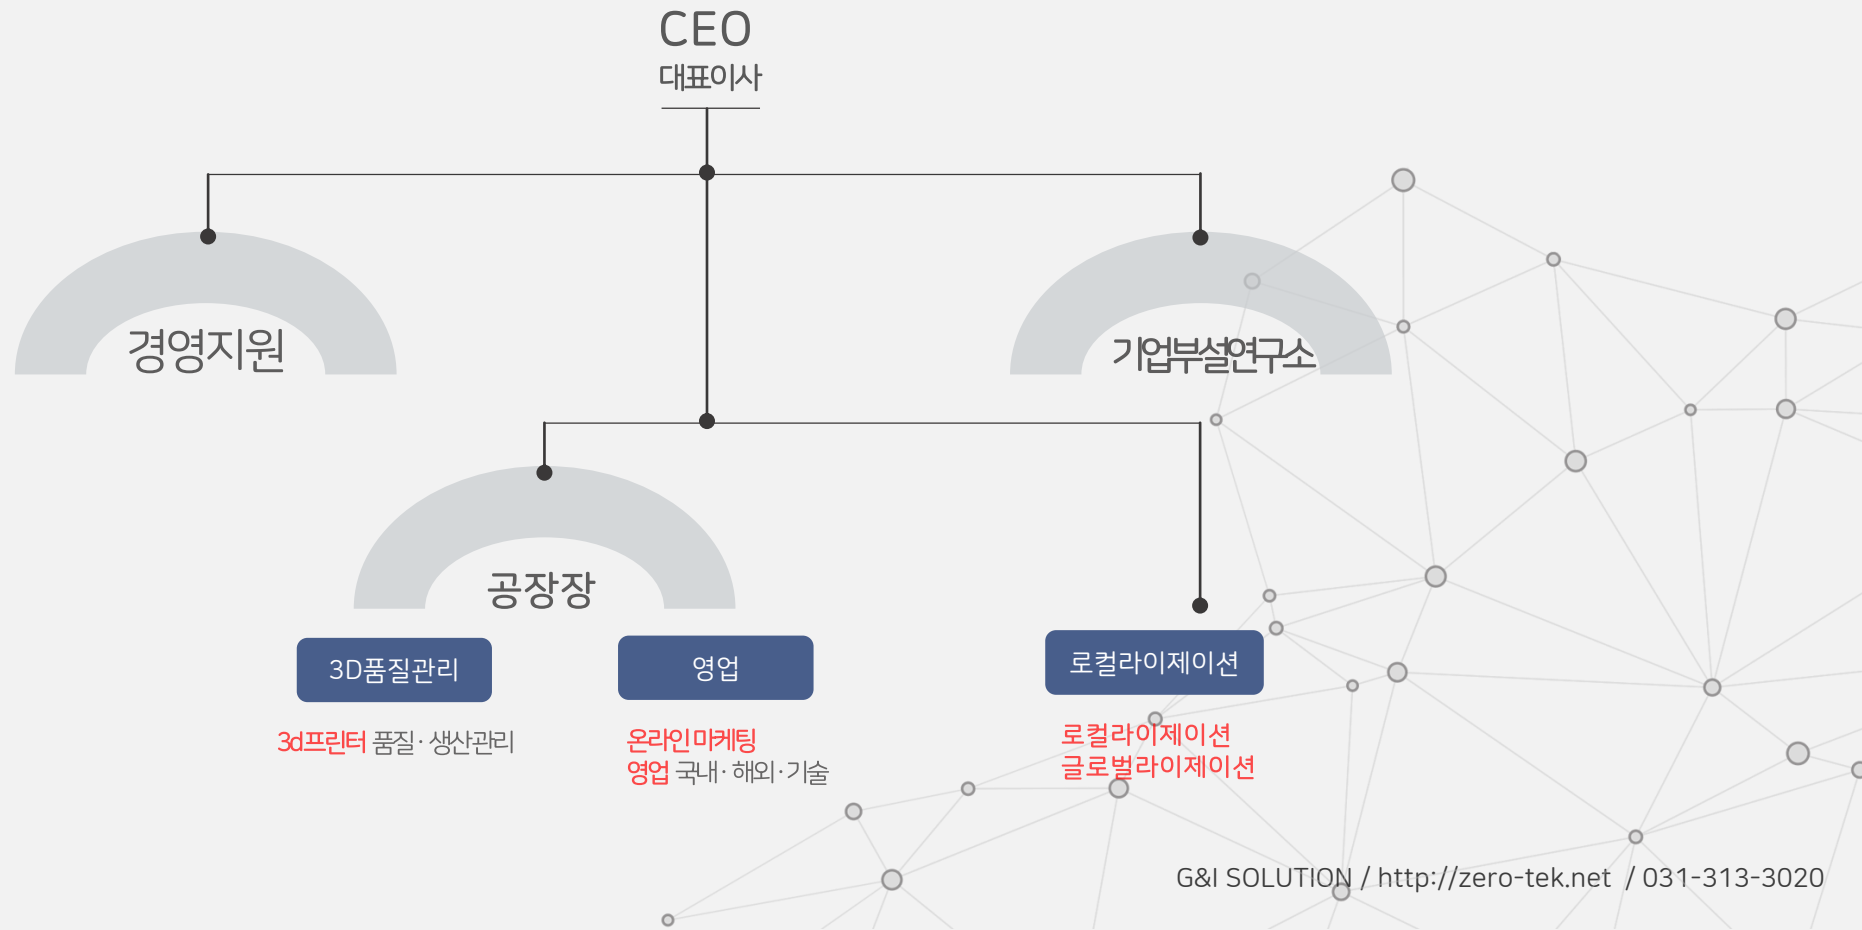 CEO
대표이사
경영지원
기업부설연구소
공장장
3D품질관리
영업
로컬라이제이션
3d프린터 품질·생산관리
온라인 마케팅
영업 국내·해외·기술
로컬라이제이션
글로벌라이제이션
G&I SOLUTION / http://zero-tek.net / 031-313-3020